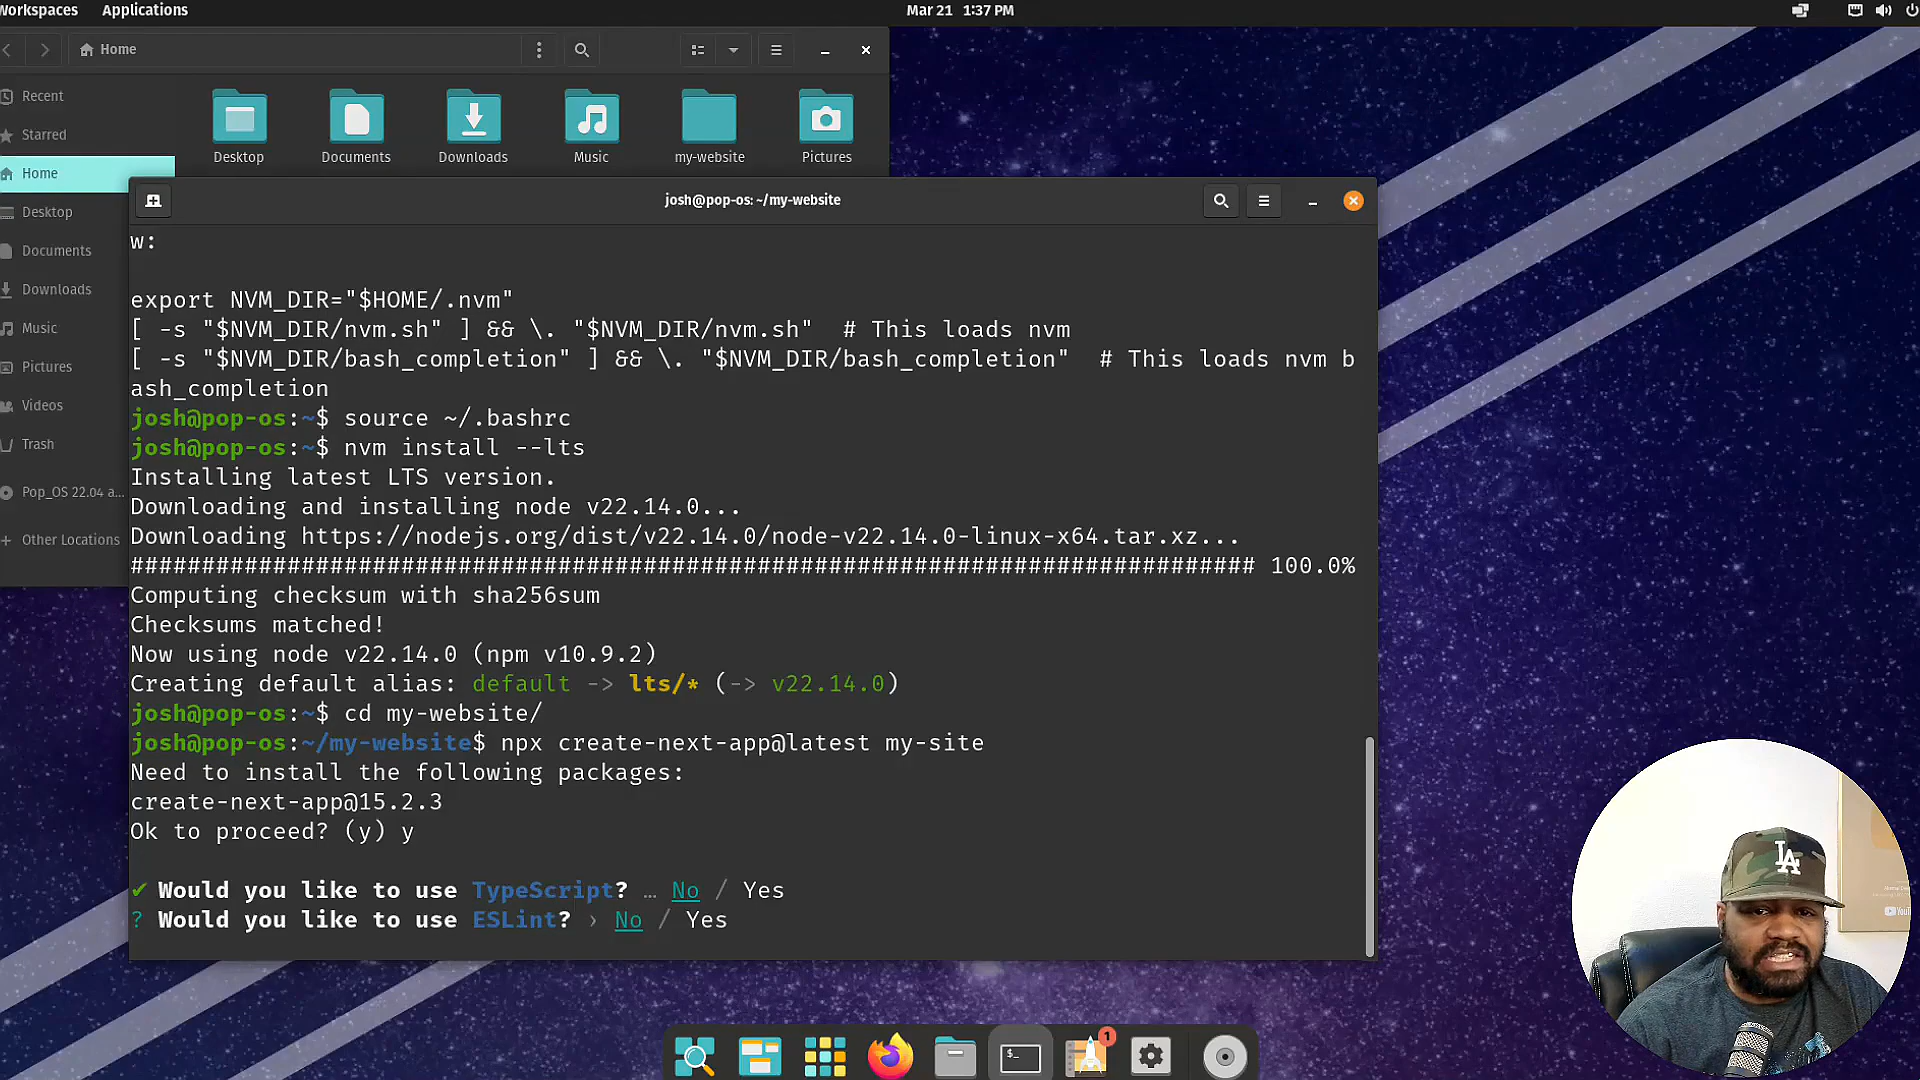 Workspaces Applications Mar 21 1:37 PM
Home
Recent
Starred
Home
Desktop
Documents
Downloads
Music
Pictures
Videos
Trash
Pop_OS 22.04 a...
Other Locations
Desktop Documents Downloads Music my-website Pictures
josh@pop-os: ~/my-website
w:
export NVM_DIR="$HOME/.nvm"
[ -s "$NVM_DIR/nvm.sh" ] && \. "$NVM_DIR/nvm.sh"  # This loads nvm
[ -s "$NVM_DIR/bash_completion" ] && \. "$NVM_DIR/bash_completion"  # This loads nvm b
ash_completion
josh@pop-os:~$ source ~/.bashrc
josh@pop-os:~$ nvm install --lts
Installing latest LTS version.
Downloading and installing node v22.14.0...
Downloading https://nodejs.org/dist/v22.14.0/node-v22.14.0-linux-x64.tar.xz...
############################################################################### 100.0%
Computing checksum with sha256sum
Checksums matched!
Now using node v22.14.0 (npm v10.9.2)
Creating default alias: default -> lts/* (-> v22.14.0)
josh@pop-os:~$ cd my-website/
josh@pop-os:~/my-website$ npx create-next-app@latest my-site
Need to install the following packages:
create-next-app@15.2.3
Ok to proceed? (y) y
✔ Would you like to use TypeScript? … No / Yes
? Would you like to use ESLint? › No / Yes
LA
1